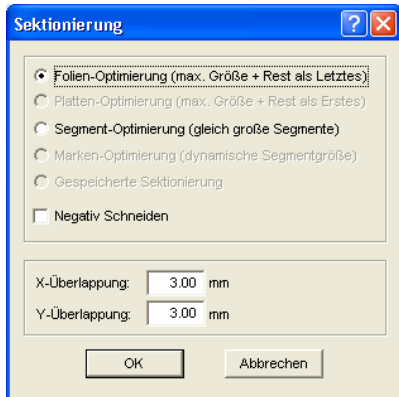 Sektionierung
Folien-Optimierung (max. Größe + Rest als Letztes)
Platten-Optimierung (max. Größe + Rest als Erstes)
Segment-Optimierung (gleich große Segmente)
Marken-Optimierung (dynamische Segmentgröße)
Gespeicherte Sektionierung
Negativ Schneiden
X-Überlappung: 3.00 mm
Y-Überlappung: 3.00 mm
OK Abbrechen